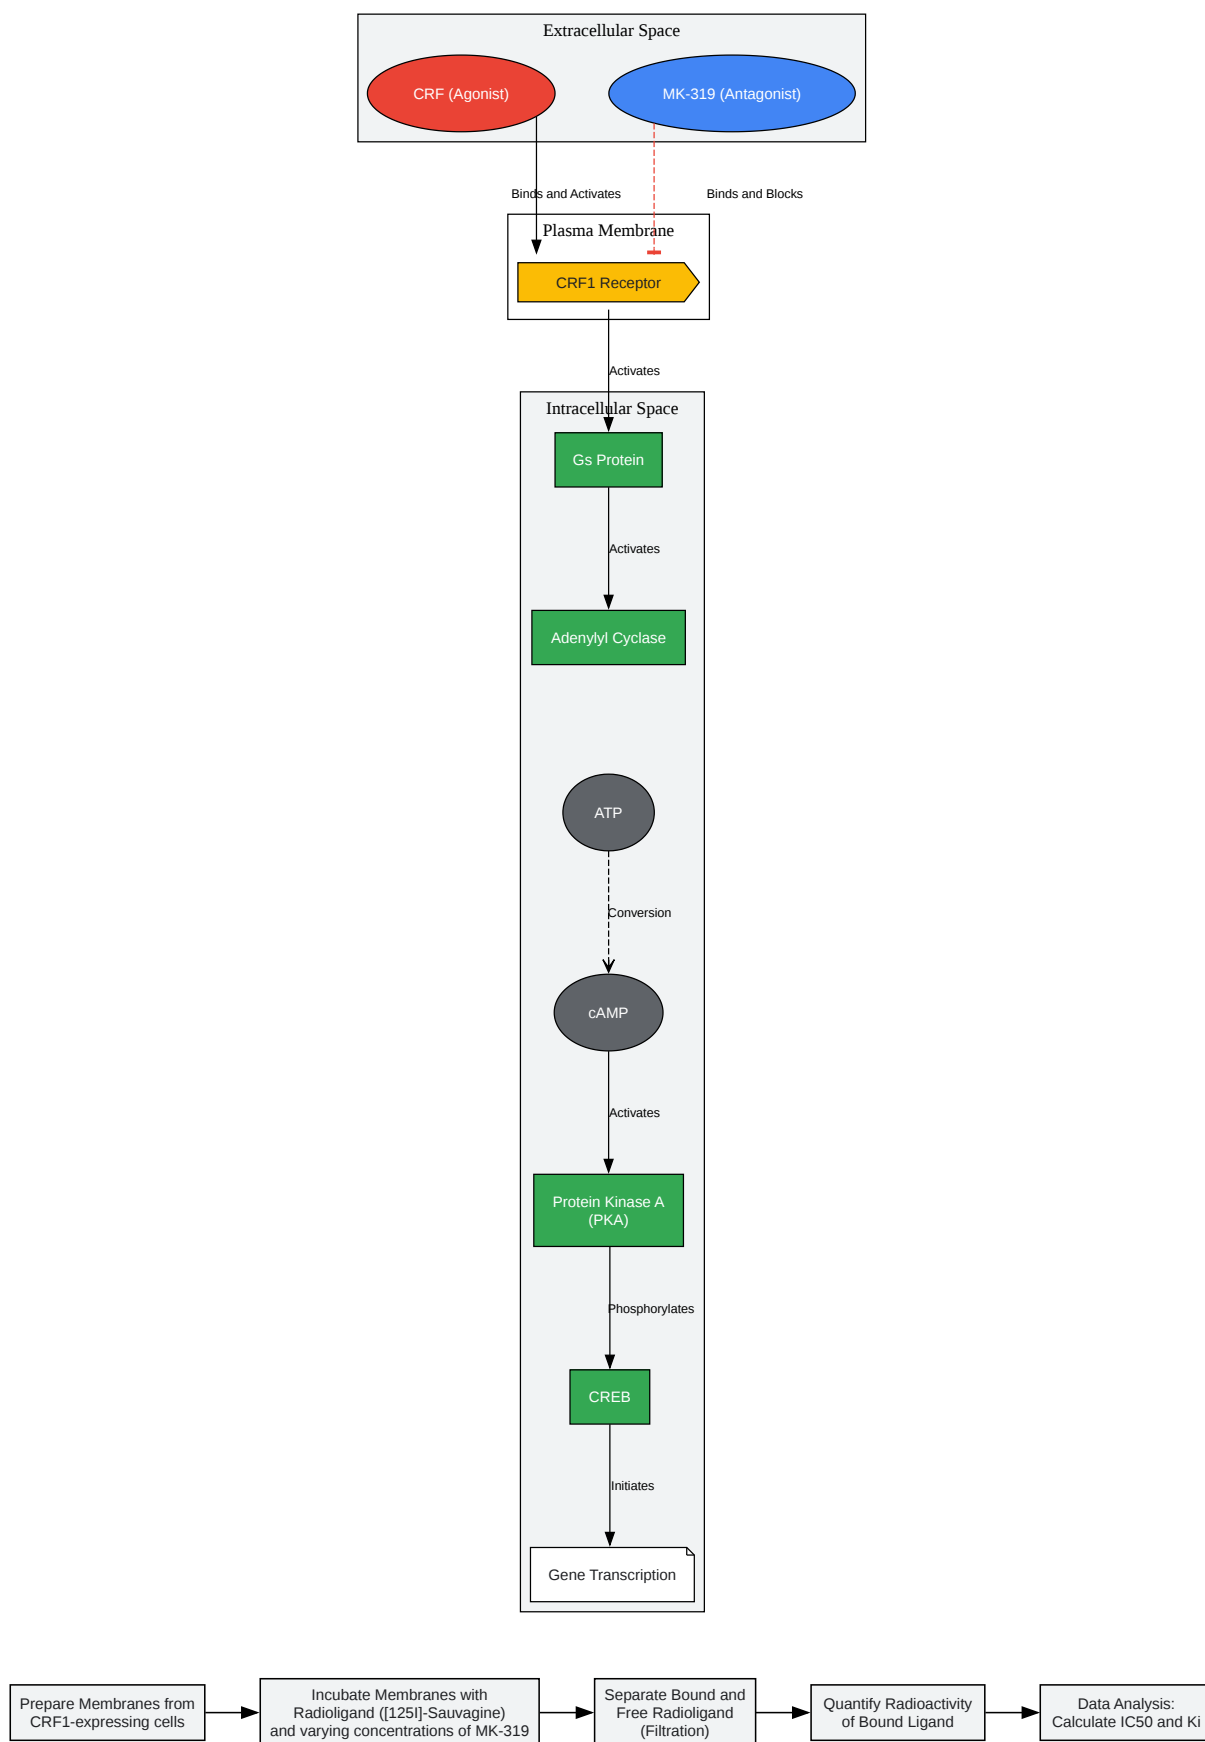 Extracellular Space
CRF (Agonist)
MK-319 (Antagonist)
Binds and Activates
Binds and Blocks
Plasma Membrane
CRF1 Receptor
Activates
Intracellular Space
Gs Protein
Activates
Adenylyl Cyclase
ATP
Conversion
cAMP
Activates
Protein Kinase A
(PKA)
Phosphorylates
CREB
Initiates
Gene Transcription
Prepare Membranes from
CRF1-expressing cells
Incubate Membranes with
Radioligand ([125I]-Sauvagine)
and varying concentrations of MK-319
Separate Bound and
Free Radioligand
(Filtration)
Quantify Radioactivity
of Bound Ligand
Data Analysis:
Calculate IC50 and Ki